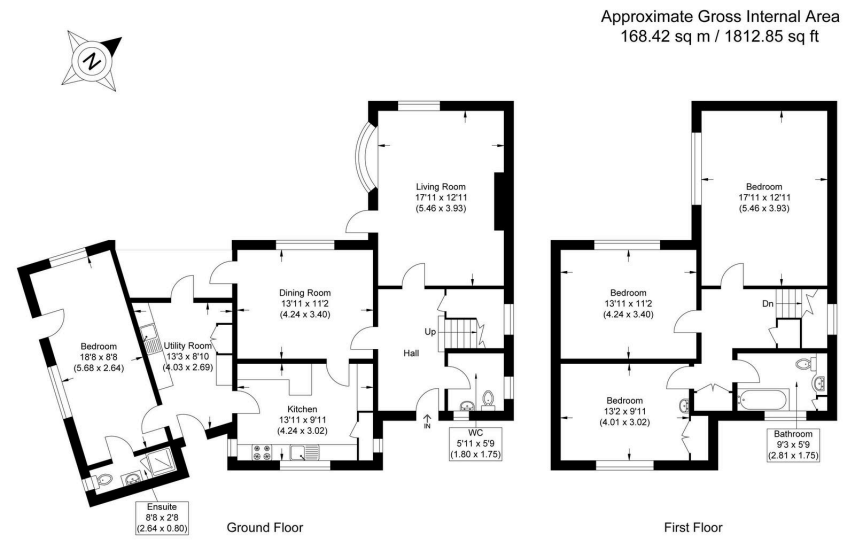 Approximate Gross Internal Area
168.42 sq m / 1812.85 sq ft
N
Living Room
17'11 x 12'11
(5.46 x 3.93)
Dining Room
13'11 x 11'2
(4.24 x 3.40)
Bedroom
18'8 x 8'8
(5.68 x 2.64)
Utility Room
13'3 x 8'10
(4.03 x 2.69)
Up
Hall
Kitchen
13'11 x 9'11
(4.24 x 3.02)
IN
WC
5'11 x 5'9
(1.80 x 1.75)
Ensuite
8'8 x 2'8
(2.64 x 0.80)
Ground Floor
Bedroom
17'11 x 12'11
(5.46 x 3.93)
Bedroom
13'11 x 11'2
(4.24 x 3.40)
Dn
Bedroom
13'2 x 9'11
(4.01 x 3.02)
Bathroom
9'3 x 5'9
(2.81 x 1.75)
First Floor